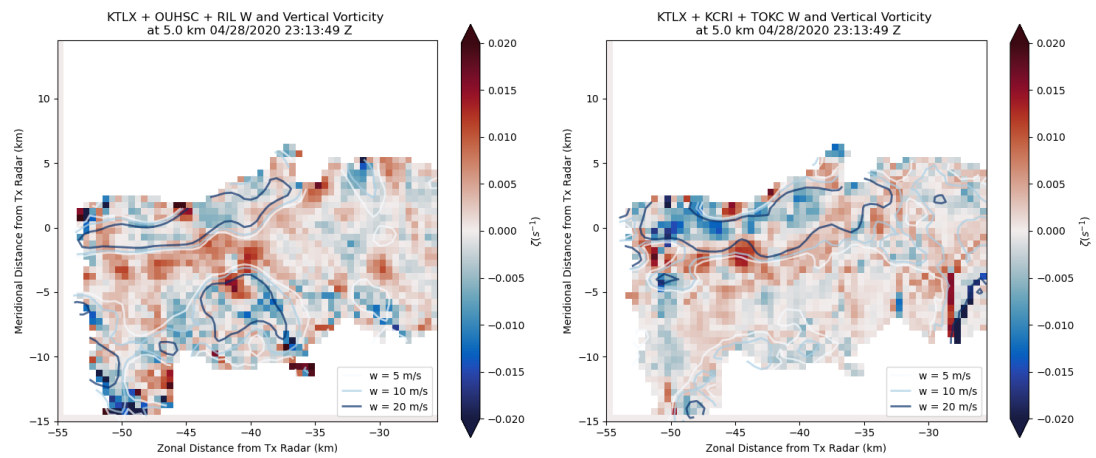 KTLX + OUHSC + RIL W and Vertical Vorticity
at 5.0 km 04/28/2020 23:13:49 Z
Meridional Distance from Tx Radar (km)
10
5
0
−5
−10
−15
−55
−50
−45
−40
−35
−30
Zonal Distance from Tx Radar (km)
w = 5 m/s
w = 10 m/s
w = 20 m/s
0.020
0.015
0.010
0.005
0.000
−0.005
−0.010
−0.015
−0.020
ζ(s⁻¹)
KTLX + KCRI + TOKC W and Vertical Vorticity
at 5.0 km 04/28/2020 23:13:49 Z
Meridional Distance from Tx Radar (km)
10
5
0
−5
−10
−15
−55
−50
−45
−40
−35
−30
Zonal Distance from Tx Radar (km)
w = 5 m/s
w = 10 m/s
w = 20 m/s
0.020
0.015
0.010
0.005
0.000
−0.005
−0.010
−0.015
−0.020
ζ(s⁻¹)